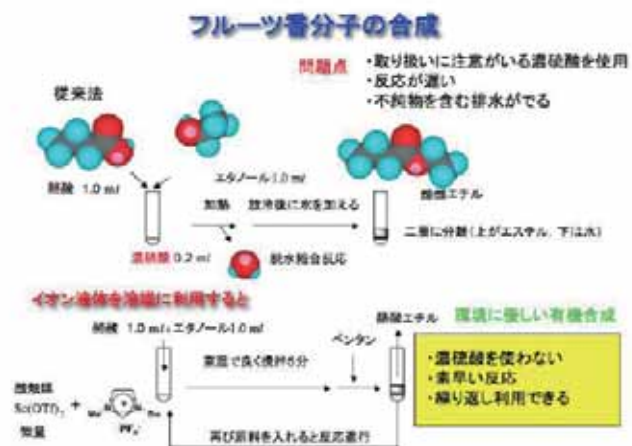 フルーツ香分子の合成
問題点
・取り扱いに注意がいる濃硫酸を使用
・反応が遅い
・不純物を含む排水がでる
従来法
酪酸 1.0 ml
エタノール1.0 ml
酪酸エチル
加熱
放冷後に水を加える
濃硫酸 0.2 ml
脱水縮合反応
二層に分離(上がエステル、下は水)
イオン液体を溶媒に利用すると
酪酸 1.0 ml+エタノール1.0 ml
酪酸エチル
環境に優しい有機合成
ペンタン
室温で良く攪拌5分
・濃硫酸を使わない
・素早い反応
・繰り返し利用できる
酸触媒
Sc(OTf)3
+
微量
Me
N
N
Bu
PF6-
再び原料を入れると反応進行